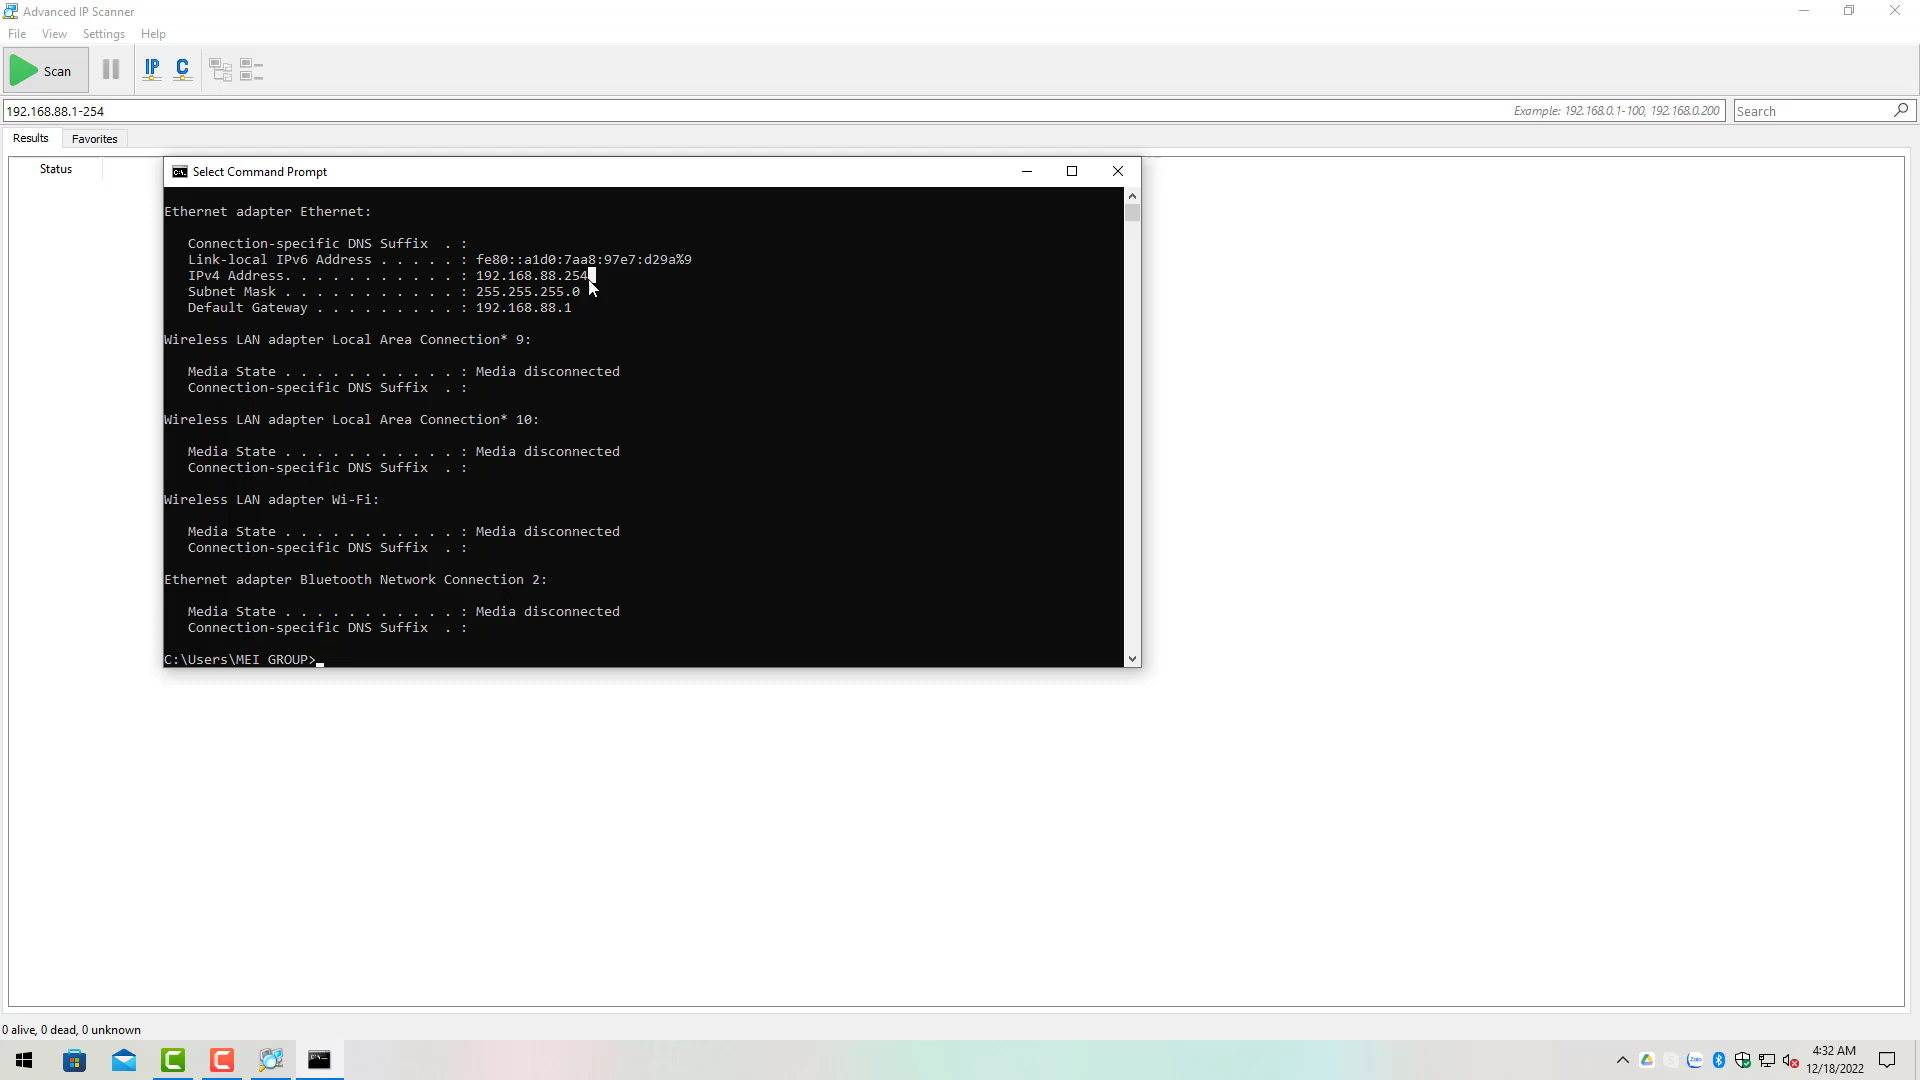 Advanced IP Scanner
File View Settings Help
Scan
IP C
192.168.88.1-254
Example: 192.168.0.1-100, 192.168.0.200
Search
Results Favorites
Status
Select Command Prompt
Ethernet adapter Ethernet:
Connection-specific DNS Suffix . :
Link-local IPv6 Address . . . . . : fe80::a1d0:7aa8:97e7:d29a%9
IPv4 Address. . . . . . . . . . . : 192.168.88.254
Subnet Mask . . . . . . . . . . . : 255.255.255.0
Default Gateway . . . . . . . . . : 192.168.88.1
Wireless LAN adapter Local Area Connection* 9:
Media State . . . . . . . . . . . : Media disconnected
Connection-specific DNS Suffix . :
Wireless LAN adapter Local Area Connection* 10:
Media State . . . . . . . . . . . : Media disconnected
Connection-specific DNS Suffix . :
Wireless LAN adapter Wi-Fi:
Media State . . . . . . . . . . . : Media disconnected
Connection-specific DNS Suffix . :
Ethernet adapter Bluetooth Network Connection 2:
Media State . . . . . . . . . . . : Media disconnected
Connection-specific DNS Suffix . :
C:\Users\MEI GROUP>
0 alive, 0 dead, 0 unknown
Zalo
4:32 AM
12/18/2022